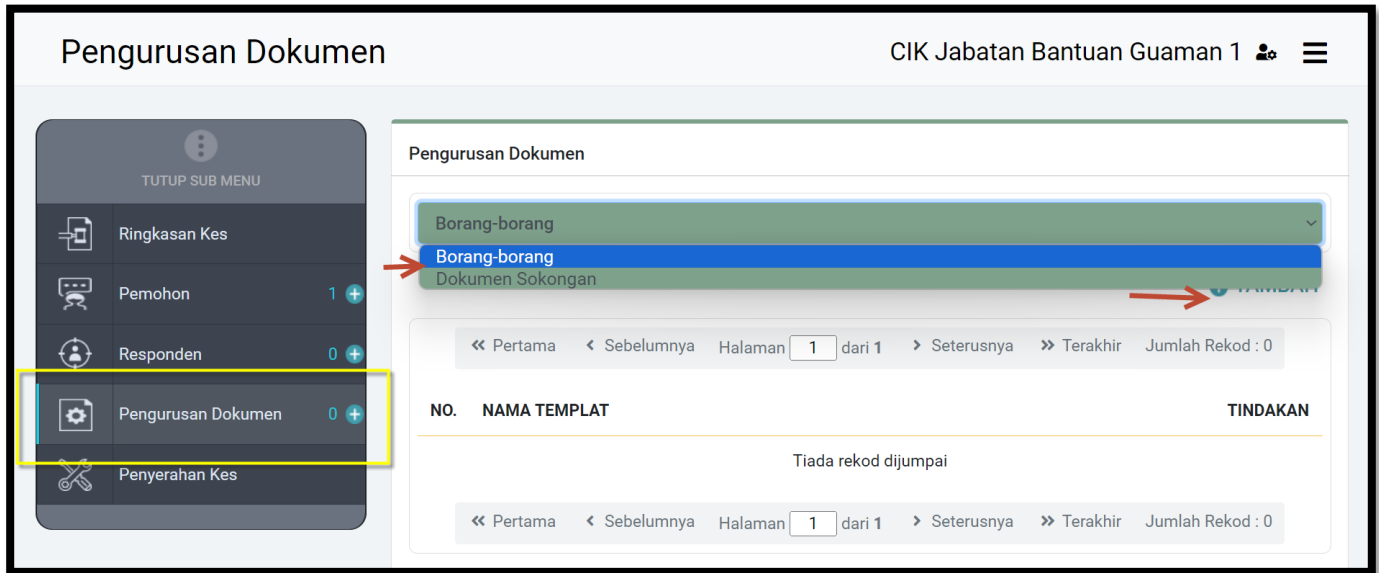 Pengurusan Dokumen
CIK Jabatan Bantuan Guaman 1
TUTUP SUB MENU
Ringkasan Kes
Pemohon 1
Responden 0
Pengurusan Dokumen 0
Penyerahan Kes
Pengurusan Dokumen
Borang-borang
Borang-borang
Dokumen Sokongan
TAMBAH
Pertama Sebelumnya Halaman 1 dari 1 Seterusnya Terakhir Jumlah Rekod : 0
NO. NAMA TEMPLAT TINDAKAN
Tiada rekod dijumpai
Pertama Sebelumnya Halaman 1 dari 1 Seterusnya Terakhir Jumlah Rekod : 0